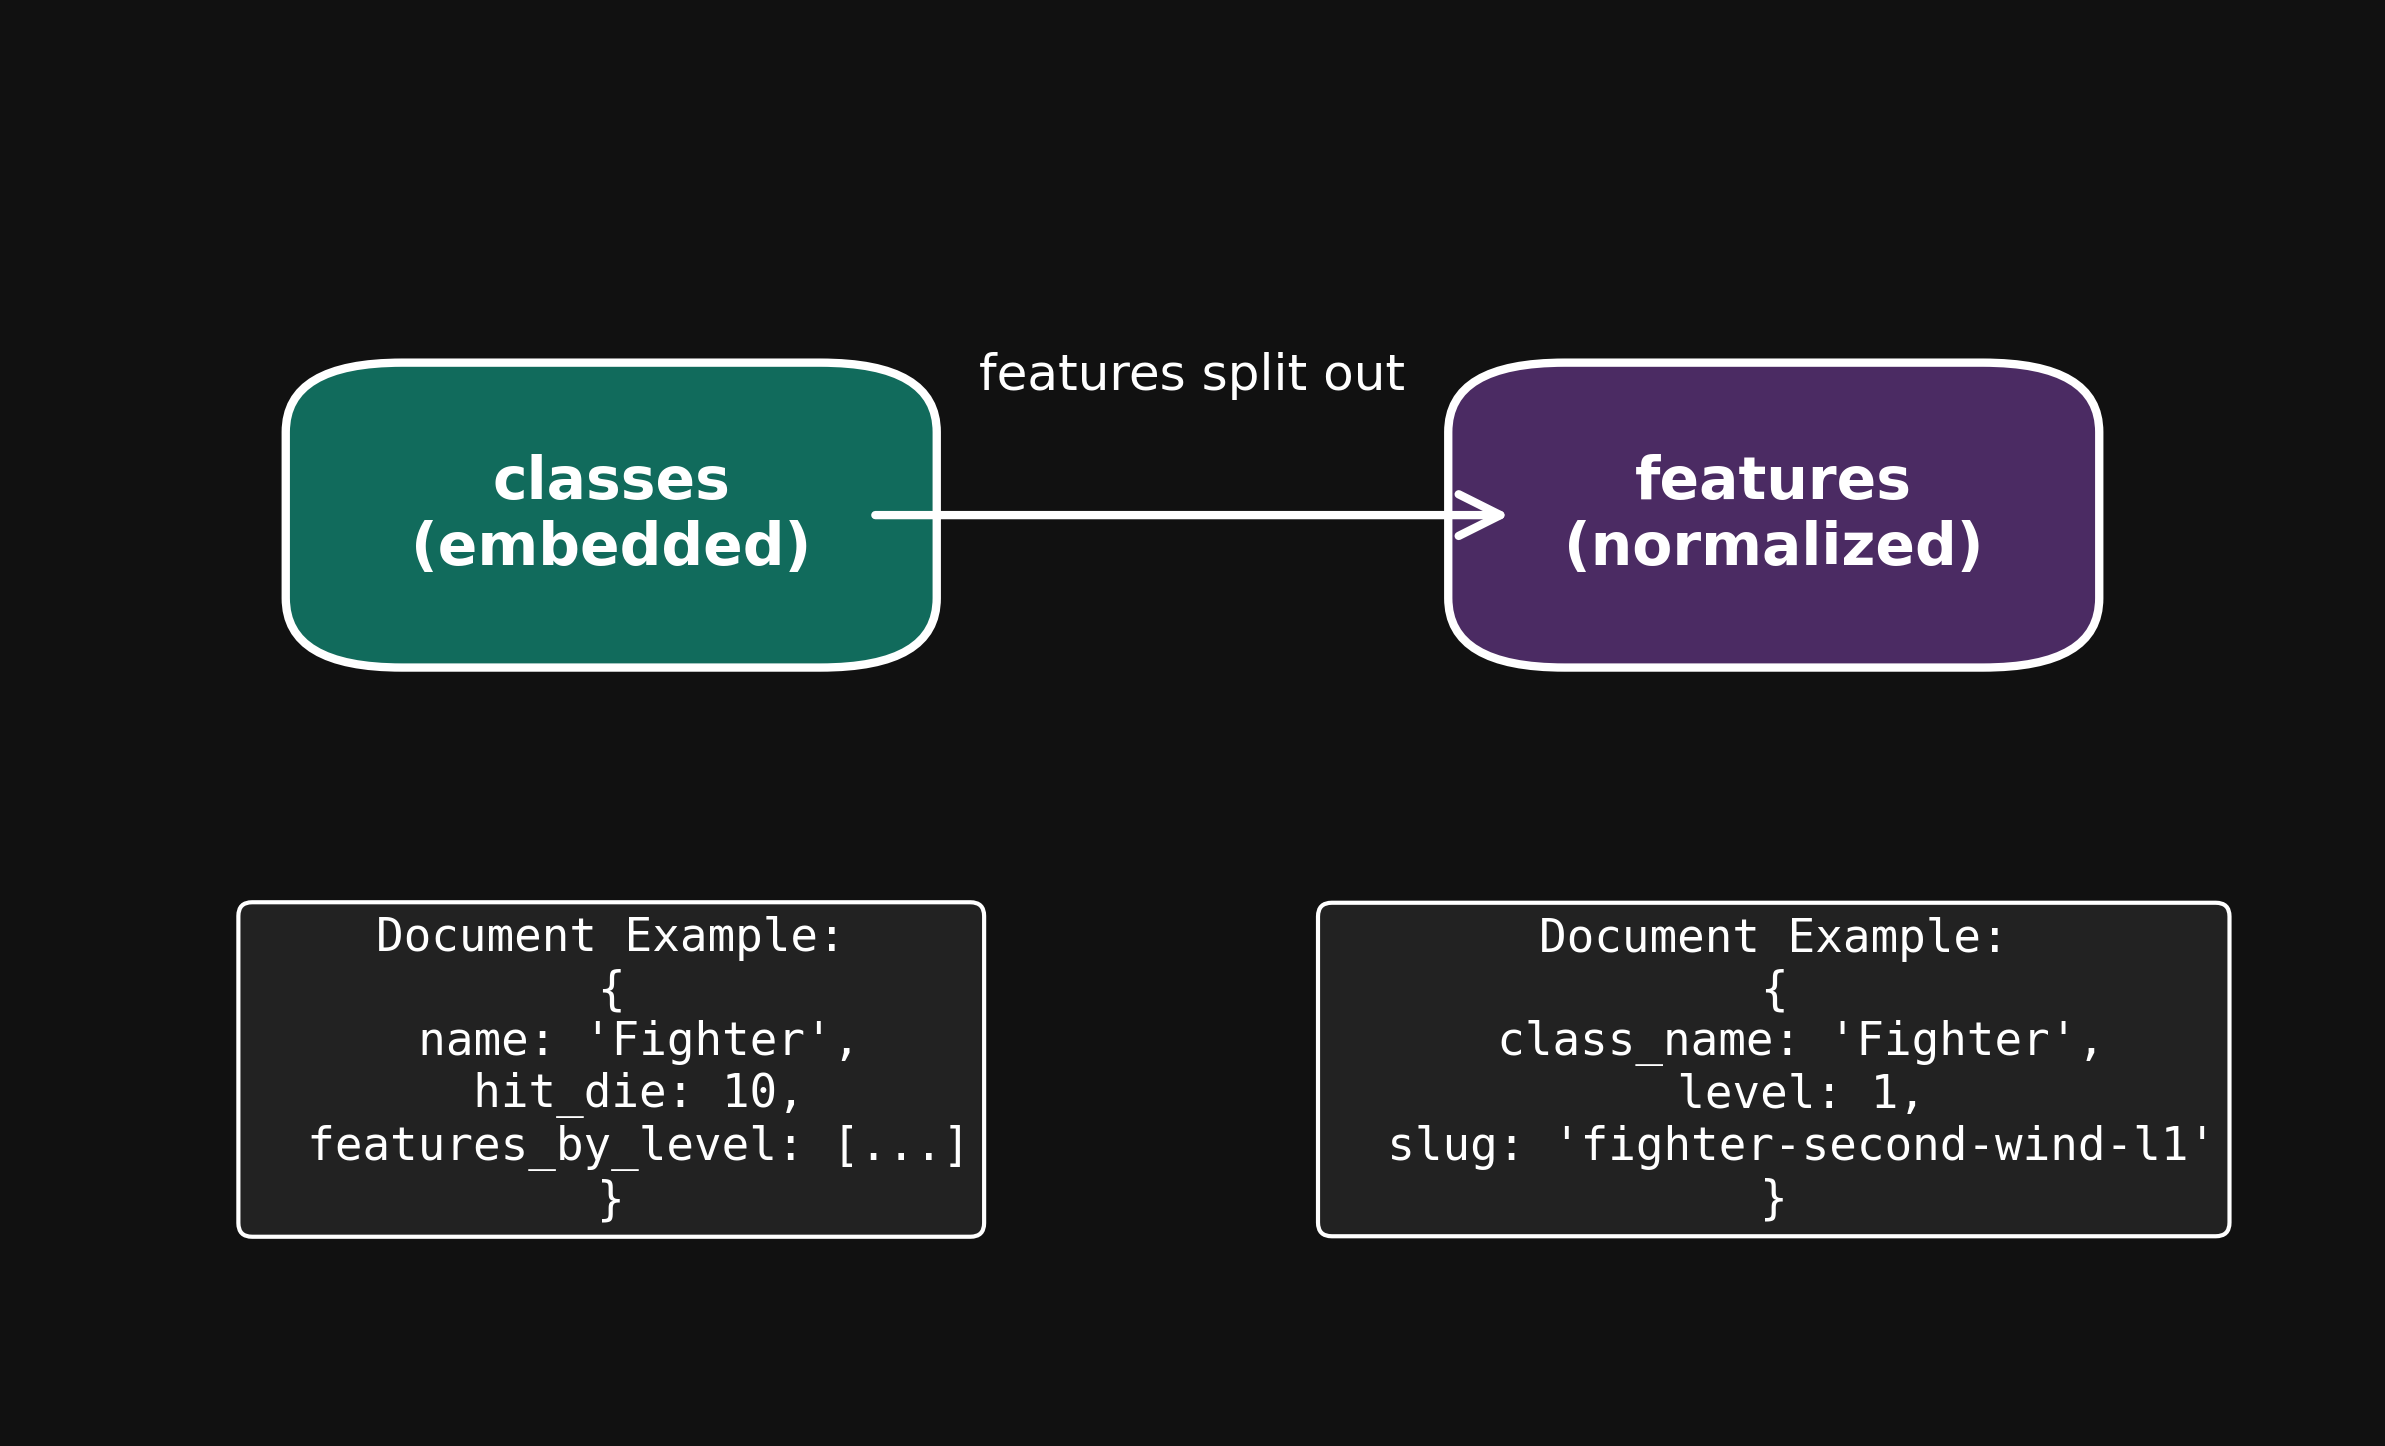 features split out
classes
(embedded)
features
(normalized)
Document Example:
{
name: 'Fighter',
hit_die: 10,
features_by_level: [...]
}
Document Example:
{
class_name: 'Fighter',
level: 1,
slug: 'fighter-second-wind-l1'
}